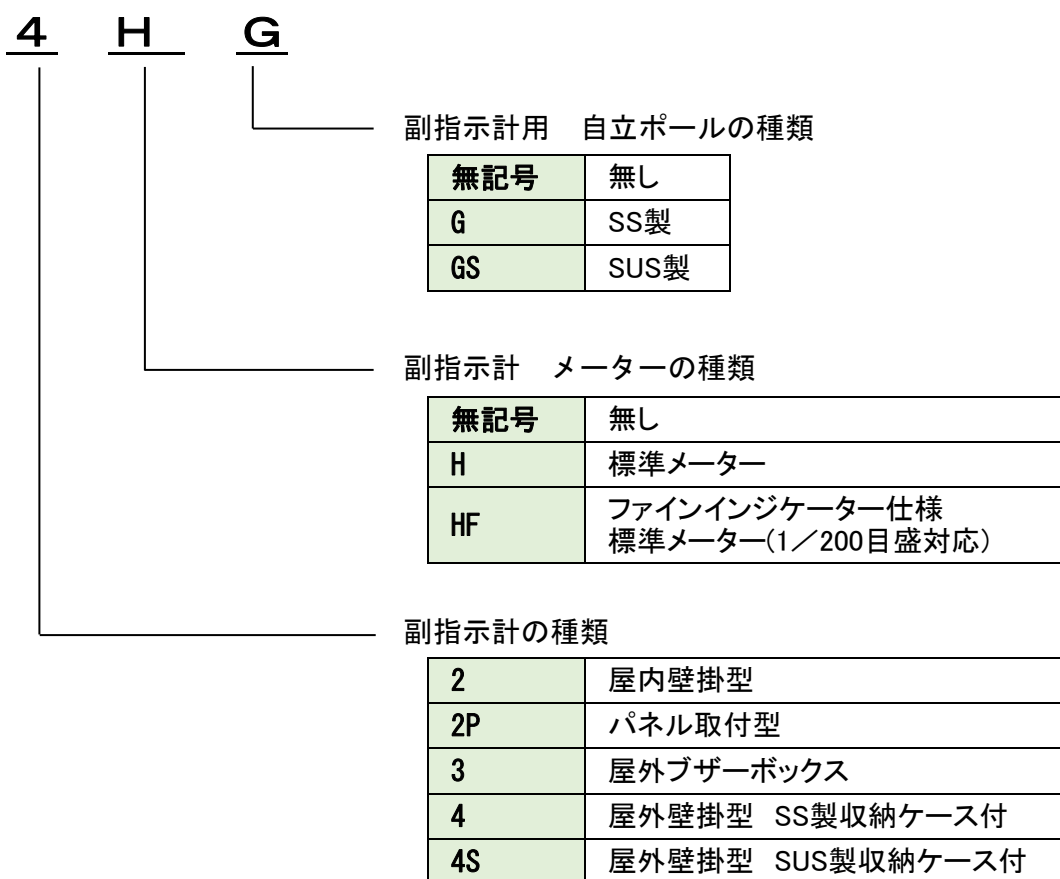 ４　Ｈ　Ｇ
副指示計用　自立ポールの種類
無記号　無し
G　SS製
GS　SUS製
副指示計　メーターの種類
無記号　無し
H　標準メーター
HF　ファインインジケーター仕様
標準メーター(1／200目盛対応)
副指示計の種類
2　屋内壁掛型
2P　パネル取付型
3　屋外ブザーボックス
4　屋外壁掛型　SS製収納ケース付
4S　屋外壁掛型　SUS製収納ケース付